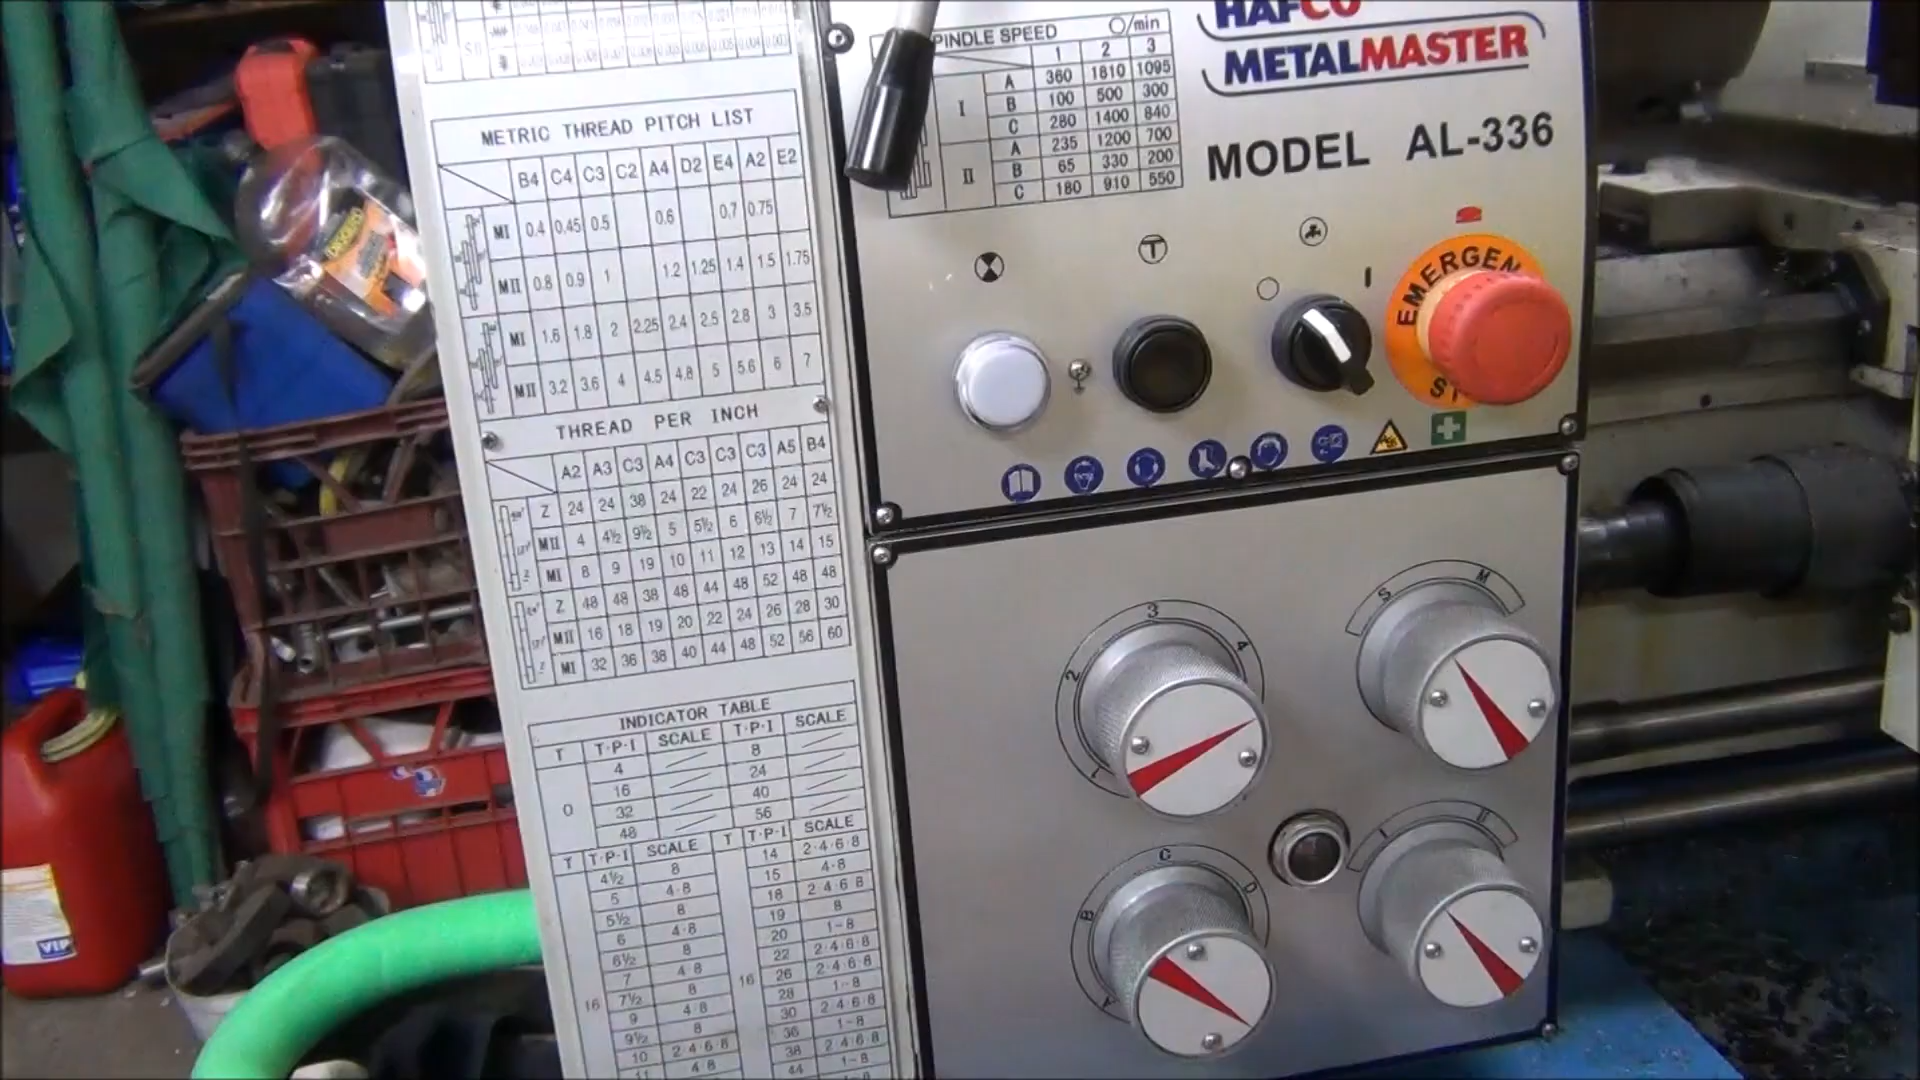 HAFCO
METALMASTER
MODEL AL-336
PINDLE SPEED /min
1 2 3
I A 360 1810 1095
B 100 500 300
C 280 1400 840
II A 235 1200 700
B 65 330 200
C 180 910 550
METRIC THREAD PITCH LIST
B4 C4 C3 C2 A4 D2 E4 A2 E2
MI 0.4 0.45 0.5 0.6 0.7 0.75
MII 0.8 0.9 1 1.2 1.25 1.4 1.5 1.75
MI 1.6 1.8 2 2.25 2.4 2.5 2.8 3 3.5
MII 3.2 3.6 4 4.5 4.8 5 5.6 6 7
THREAD PER INCH
A2 A3 C3 A4 C3 C3 C3 A5 B4
Z 24 24 38 24 22 24 26 24 24
MII 4 4½ 9½ 5 5½ 6 6½ 7 7½
MI 8 9 19 10 11 12 13 14 15
Z 48 48 38 48 44 48 52 48 48
MII 16 18 19 20 22 24 26 28 30
MI 32 36 38 40 44 48 52 56 60
INDICATOR TABLE
T T·P·I SCALE T·P·I SCALE
0 4 8
16 24
32 40
48 56
T T·P·I SCALE T T·P·I SCALE
16 4½ 8 16 14 2·4·6·8
5 4·8 15 4·8
5½ 8 18 2·4·6·8
6 4·8 19 8
6½ 8 20 1-8
7 4·8 22 2·4·6·8
7½ 8 26 2·4·6·8
9 4·8 28 1-8
9½ 8 30 2·4·6·8
10 2·4·6·8 36 1-8
11 4·8 38 2·4·6·8
44 1-8
EMERGEN
ST
1 2 3 4
S M
A B C D
I II
VIP